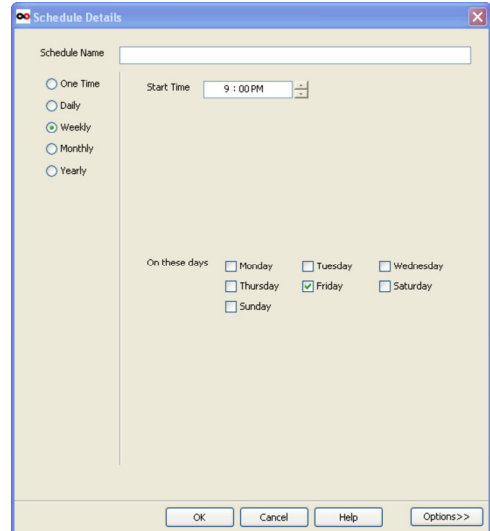 Schedule Details
Schedule Name
One Time
Start Time 9 : 00 PM
Daily
Weekly
Monthly
Yearly
On these days Monday Tuesday Wednesday
Thursday Friday Saturday
Sunday
OK Cancel Help Options>>